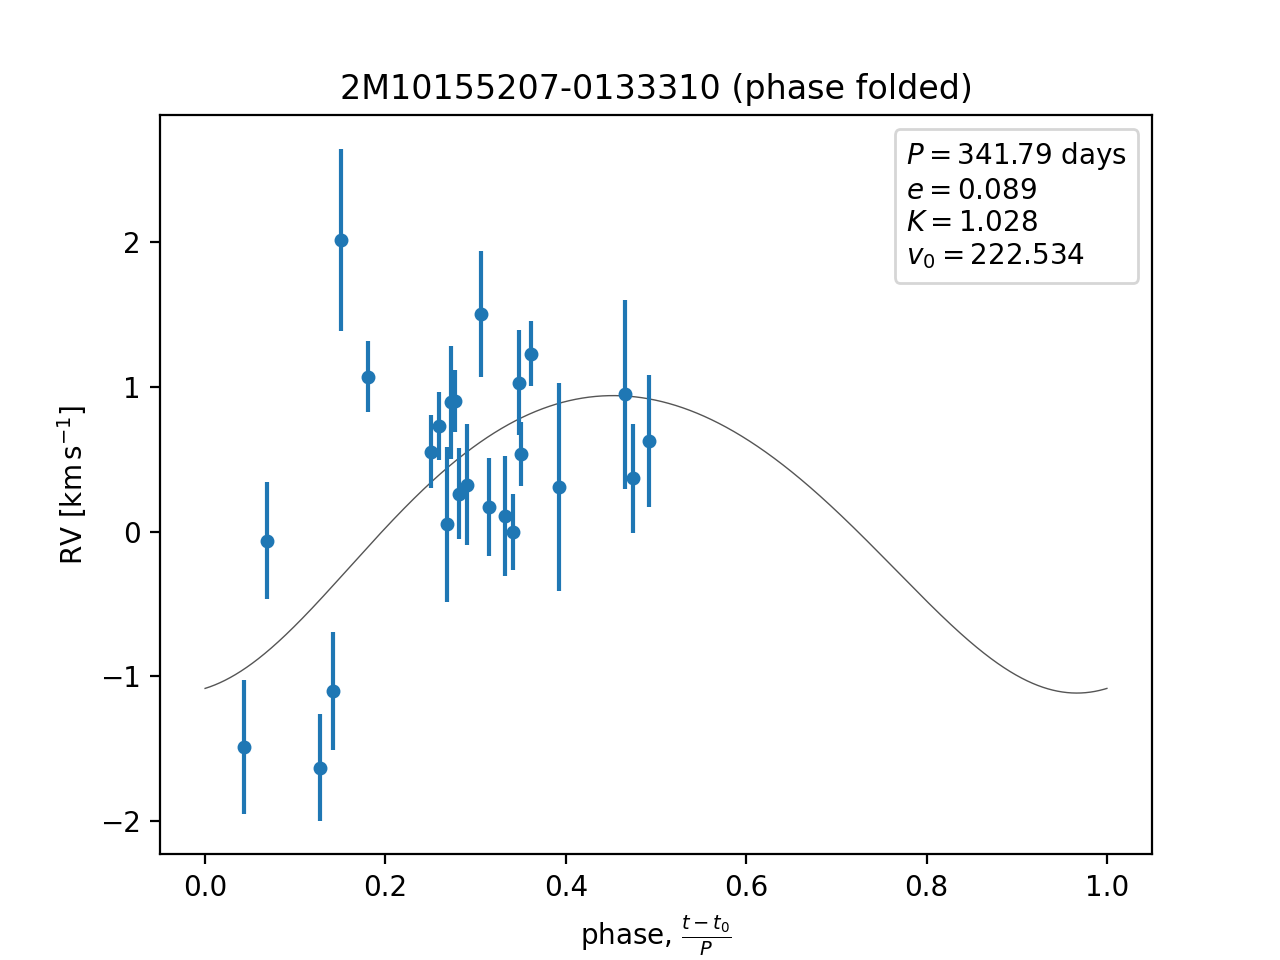 2M10155207-0133310 (phase folded)
P = 341.79 days
e = 0.089
K = 1.028
v₀ = 222.534
RV [km s⁻¹]
2
1
0
−1
−2
0.0 0.2 0.4 0.6 0.8 1.0
phase, (t − t₀)/P